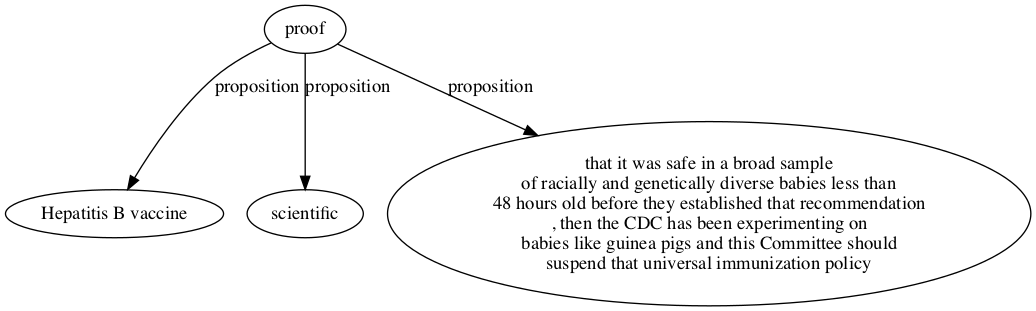 proof
proposition
proposition
proposition
Hepatitis B vaccine
scientific
that it was safe in a broad sample
of racially and genetically diverse babies less than
48 hours old before they established that recommendation
, then the CDC has been experimenting on
babies like guinea pigs and this Committee should
suspend that universal immunization policy